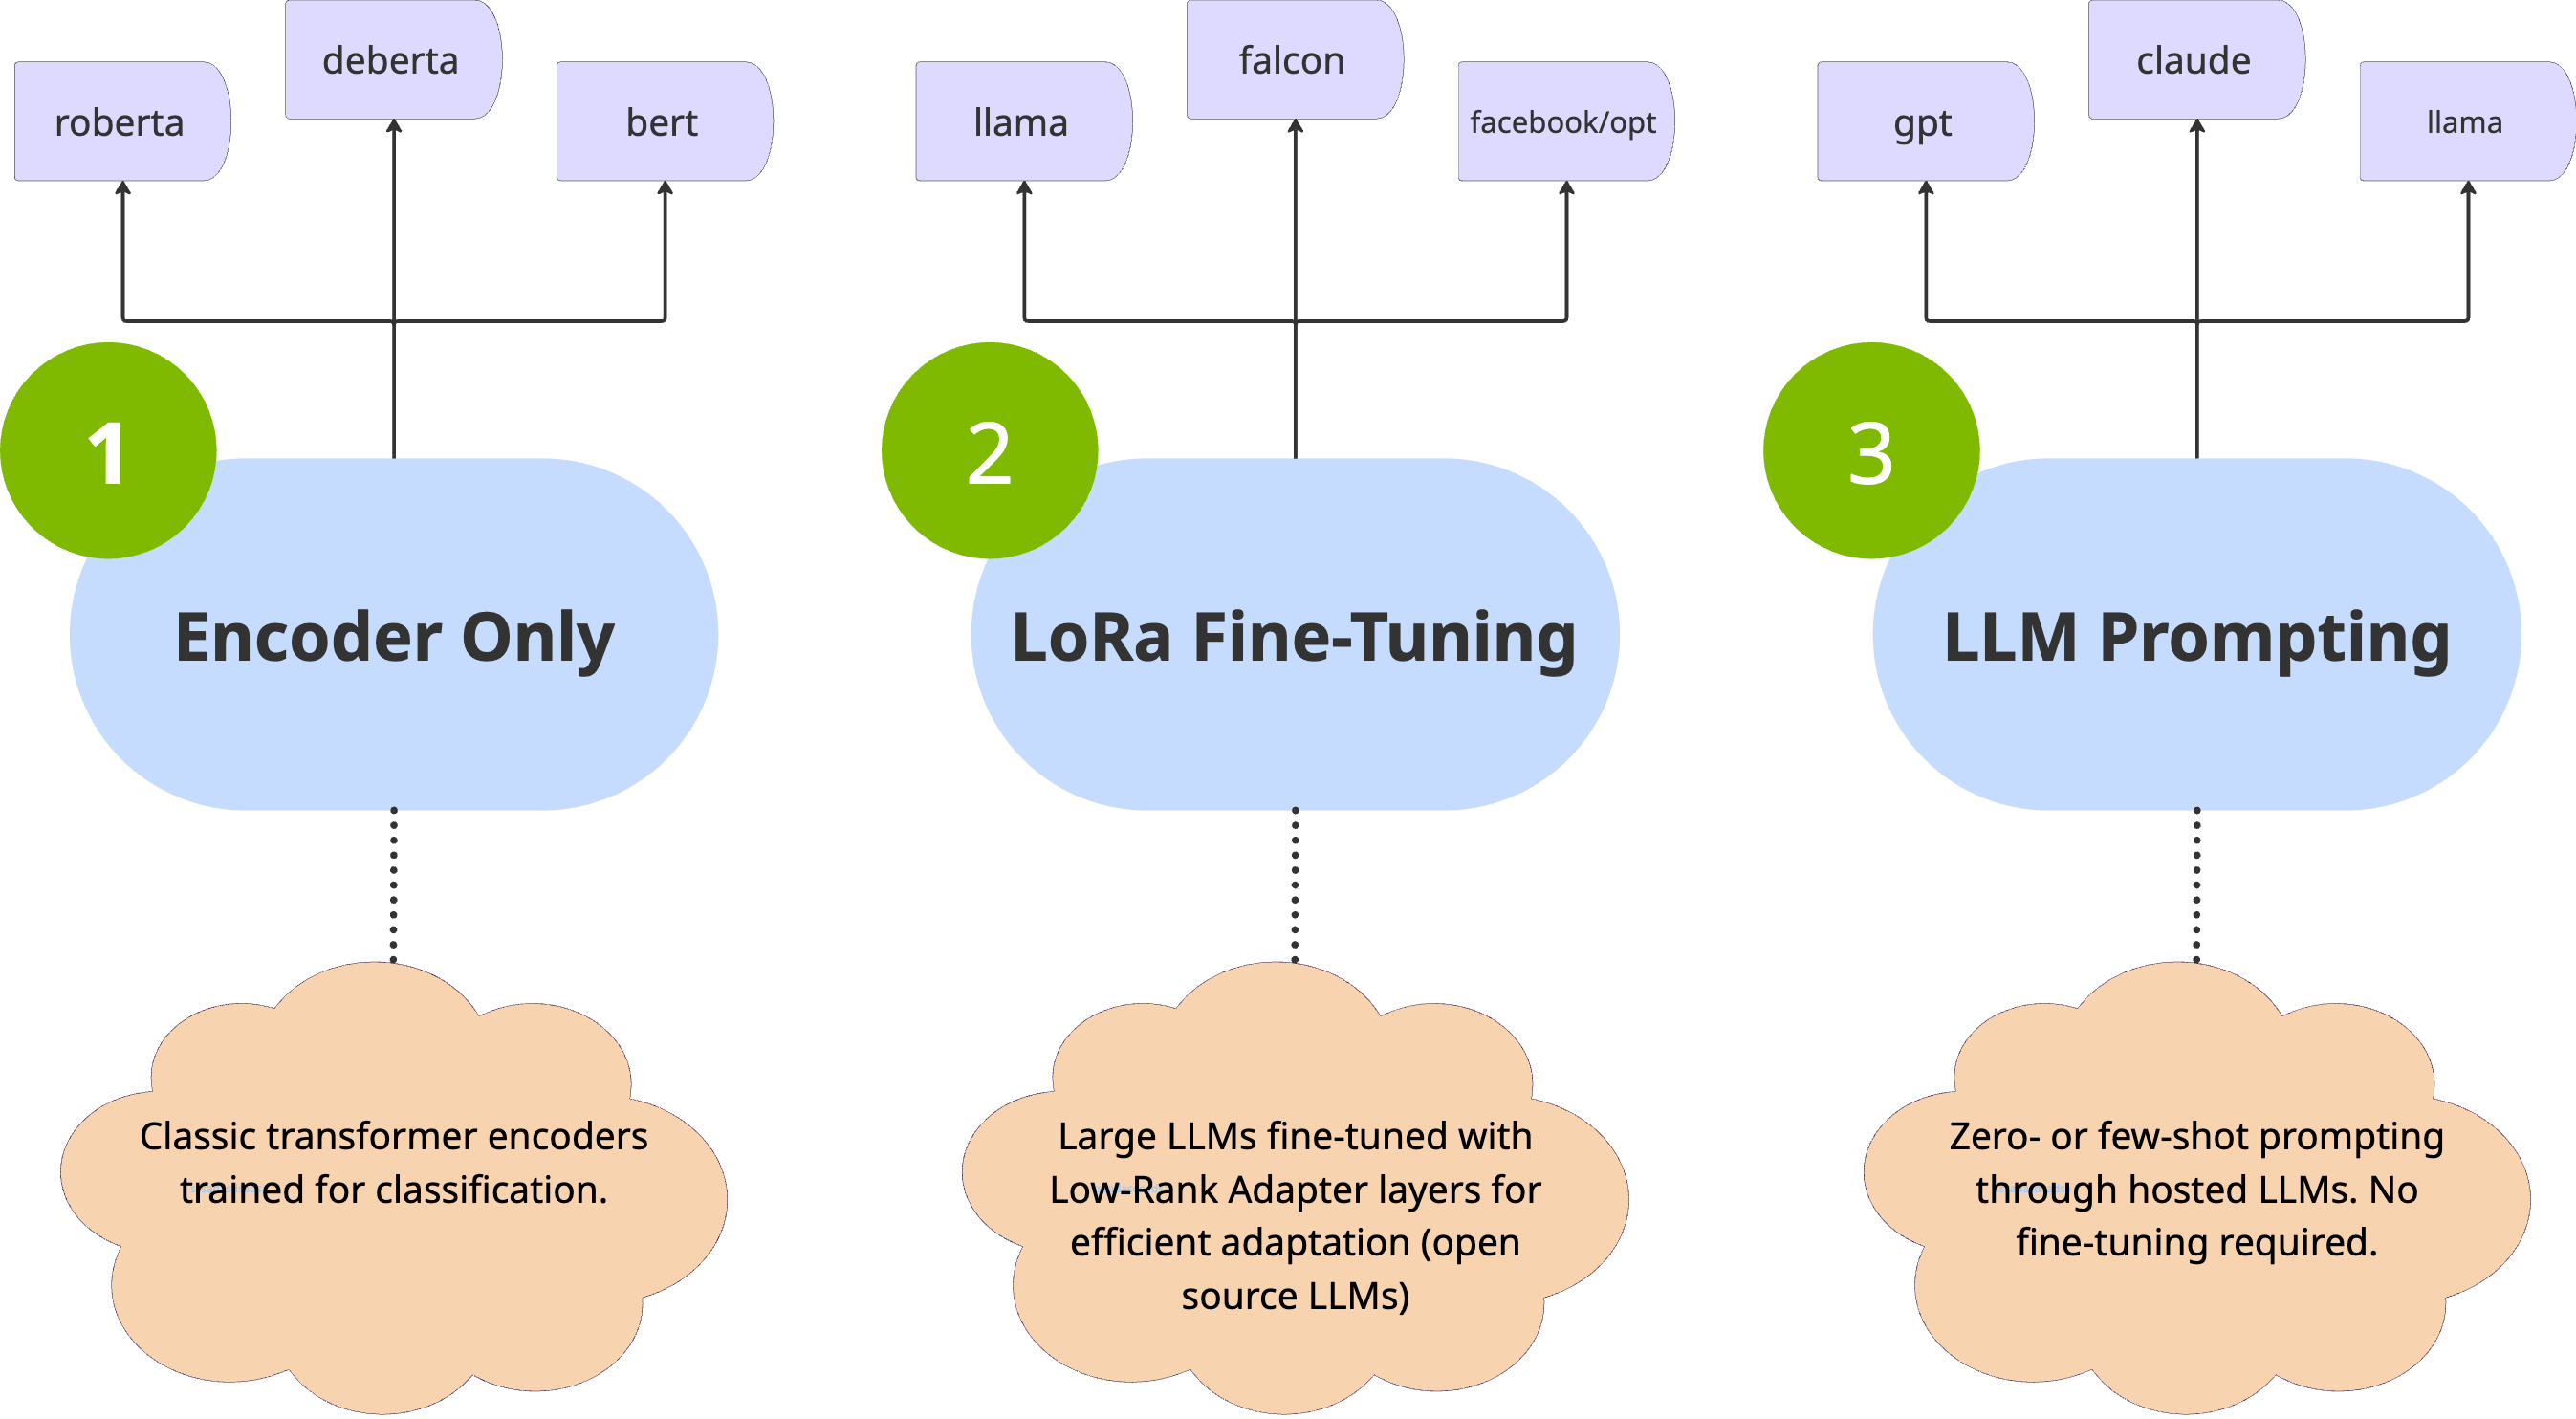 roberta
deberta
bert
1
Encoder Only
Classic transformer encoders
trained for classification.
llama
falcon
facebook/opt
2
LoRa Fine-Tuning
Large LLMs fine-tuned with
Low-Rank Adapter layers for
efficient adaptation (open
source LLMs)
gpt
claude
llama
3
LLM Prompting
Zero- or few-shot prompting
through hosted LLMs. No
fine-tuning required.